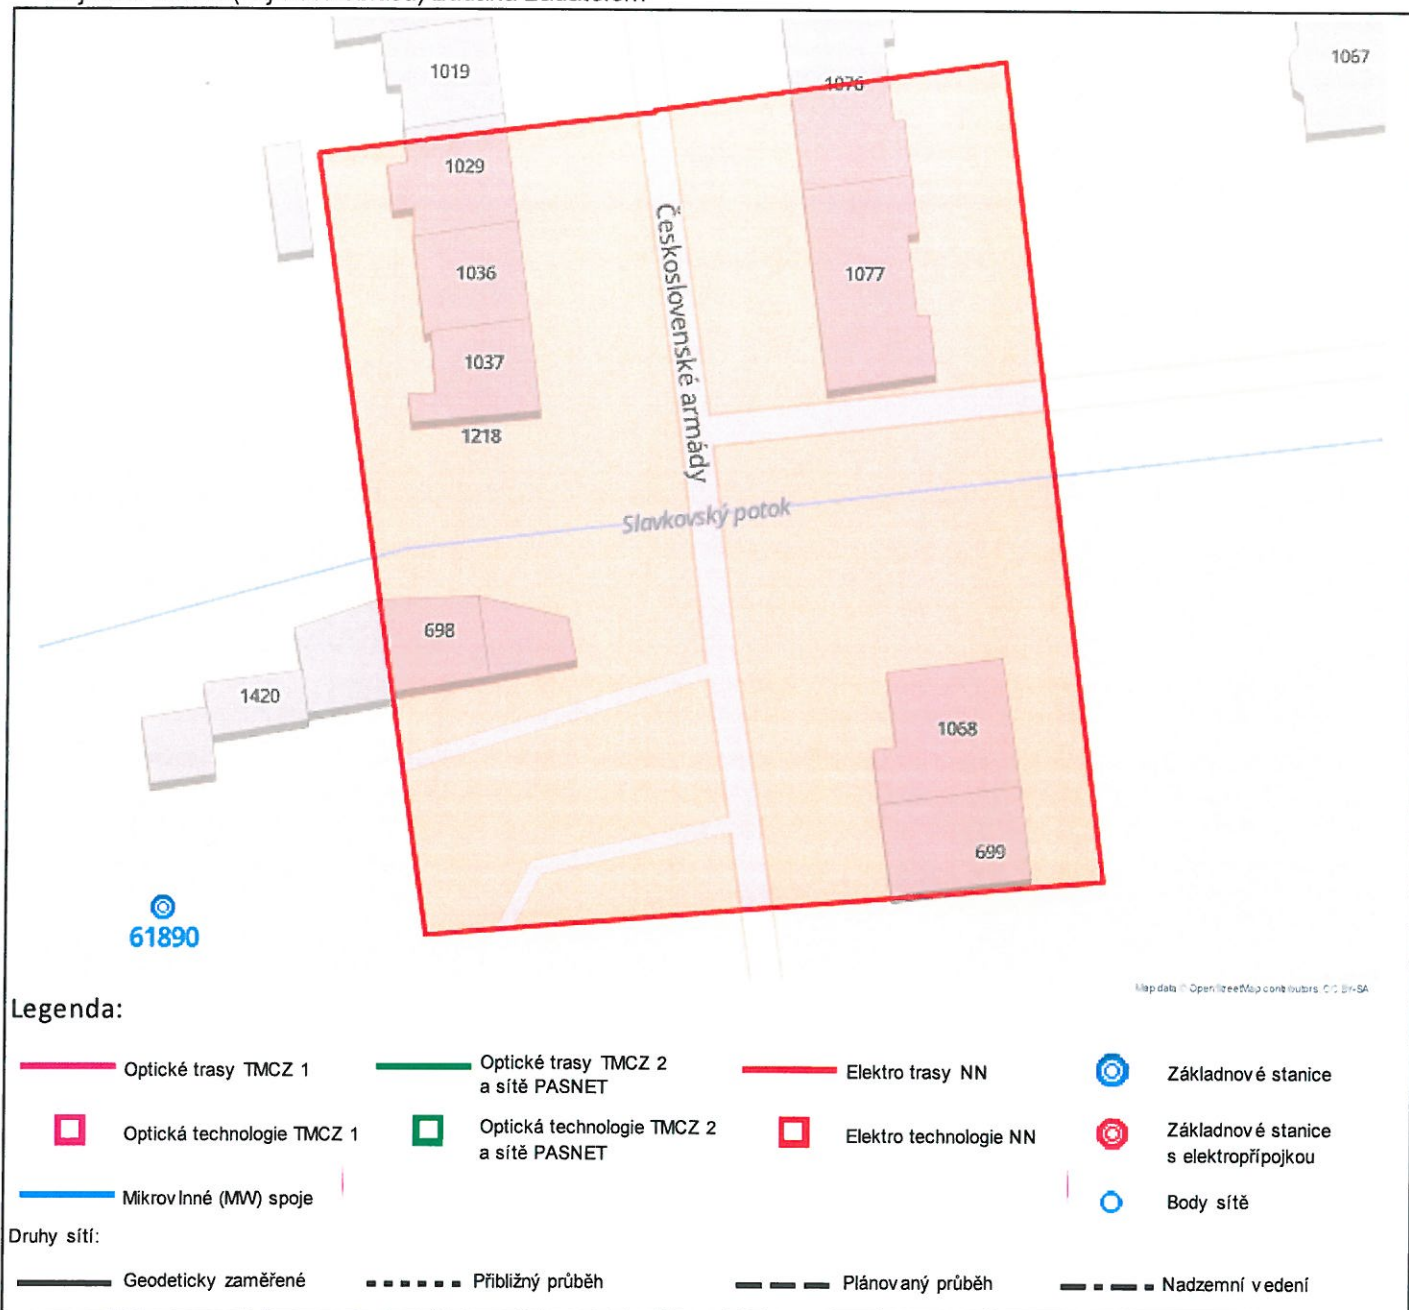 1019
1076
1067
1029
1036
1077
1037
1218
Československé armády
Slavkovský potok
698
1420
1068
699
61890
Map data © OpenStreetMap contributors, CC BY-SA
Legenda:
Optické trasy TMCZ 1
Optické trasy TMCZ 2
a sítě PASNET
Elektro trasy NN
Základnové stanice
Optická technologie TMCZ 1
Optická technologie TMCZ 2
a sítě PASNET
Elektro technologie NN
Základnové stanice
s elektropřípojkou
Mikrovlnné (MW) spoje
Body sítě
Druhy sítí:
Geodeticky zaměřené
Přibližný průběh
Plánovaný průběh
Nadzemní vedení